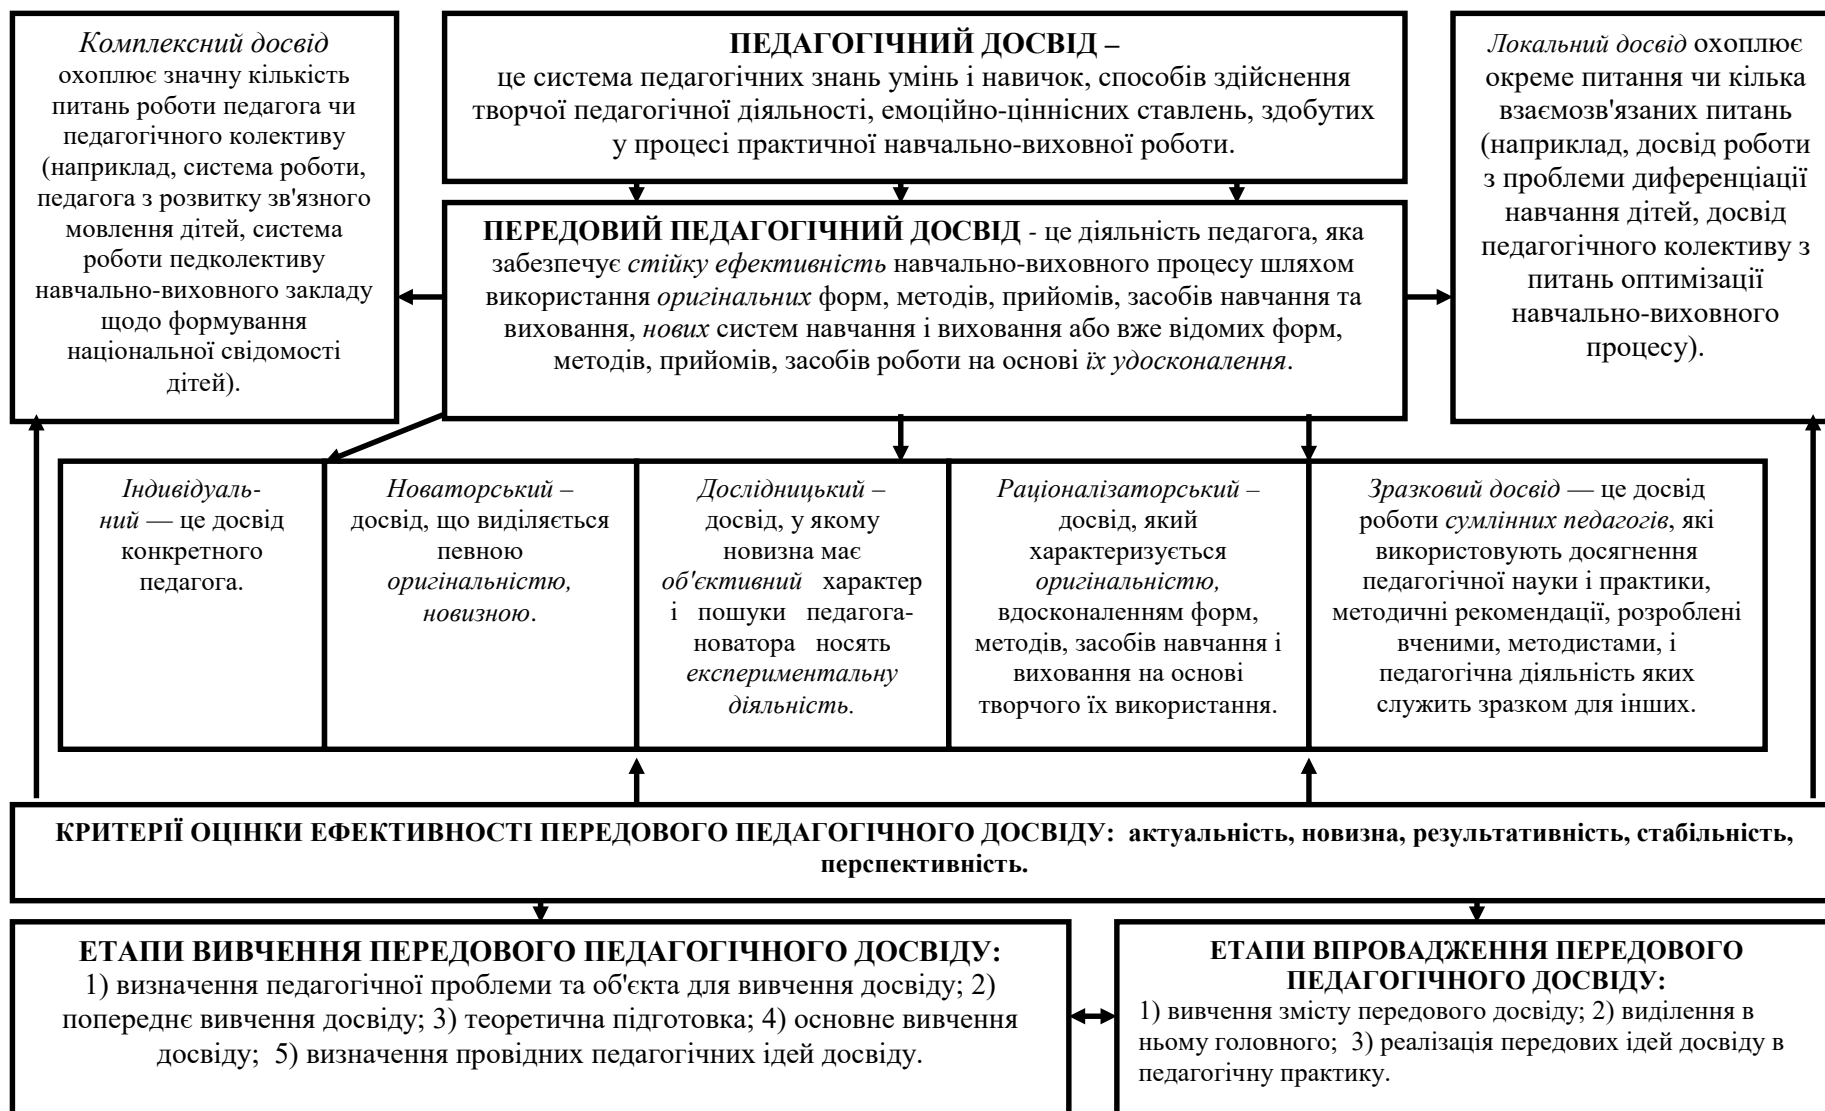 Комплексний досвід
охоплює значну кількість
питань роботи педагога чи
педагогічного колективу
(наприклад, система роботи,
педагога з розвитку зв'язного
мовлення дітей, система
роботи педколективу
навчально-виховного закладу
щодо формування
національної свідомості
дітей).
ПЕДАГОГІЧНИЙ ДОСВІД –
це система педагогічних знань умінь і навичок, способів здійснення
творчої педагогічної діяльності, емоційно-ціннісних ставлень, здобутих
у процесі практичної навчально-виховної роботи.
Локальний досвід охоплює
окреме питання чи кілька
взаємозв'язаних питань
(наприклад, досвід роботи
з проблеми диференціації
навчання дітей, досвід
педагогічного колективу з
питань оптимізації
навчально-виховного
процесу).
ПЕРЕДОВИЙ ПЕДАГОГІЧНИЙ ДОСВІД - це діяльність педагога, яка
забезпечує стійку ефективність навчально-виховного процесу шляхом
використання оригінальних форм, методів, прийомів, засобів навчання та
виховання, нових систем навчання і виховання або вже відомих форм,
методів, прийомів, засобів роботи на основі їх удосконалення.
Індивідуаль-
ний — це досвід
конкретного
педагога.
Новаторський –
досвід, що виділяється
певною
оригінальністю,
новизною.
Дослідницький –
досвід, у якому
новизна має
об'єктивний характер
і пошуки педагога-
новатора носять
експериментальну
діяльність.
Раціоналізаторський –
досвід, який
характеризується
оригінальністю,
вдосконаленням форм,
методів, засобів навчання і
виховання на основі
творчого їх використання.
Зразковий досвід — це досвід
роботи сумлінних педагогів, які
використовують досягнення
педагогічної науки і практики,
методичні рекомендації, розроблені
вченими, методистами, і
педагогічна діяльність яких
служить зразком для інших.
КРИТЕРІЇ ОЦІНКИ ЕФЕКТИВНОСТІ ПЕРЕДОВОГО ПЕДАГОГІЧНОГО ДОСВІДУ: актуальність, новизна, результативність, стабільність,
перспективність.
ЕТАПИ ВИВЧЕННЯ ПЕРЕДОВОГО ПЕДАГОГІЧНОГО ДОСВІДУ:
1) визначення педагогічної проблеми та об'єкта для вивчення досвіду; 2)
попереднє вивчення досвіду; 3) теоретична підготовка; 4) основне вивчення
досвіду; 5) визначення провідних педагогічних ідей досвіду.
ЕТАПИ ВПРОВАДЖЕННЯ ПЕРЕДОВОГО
ПЕДАГОГІЧНОГО ДОСВІДУ:
1) вивчення змісту передового досвіду; 2) виділення в
ньому головного; 3) реалізація передових ідей досвіду в
педагогічну практику.